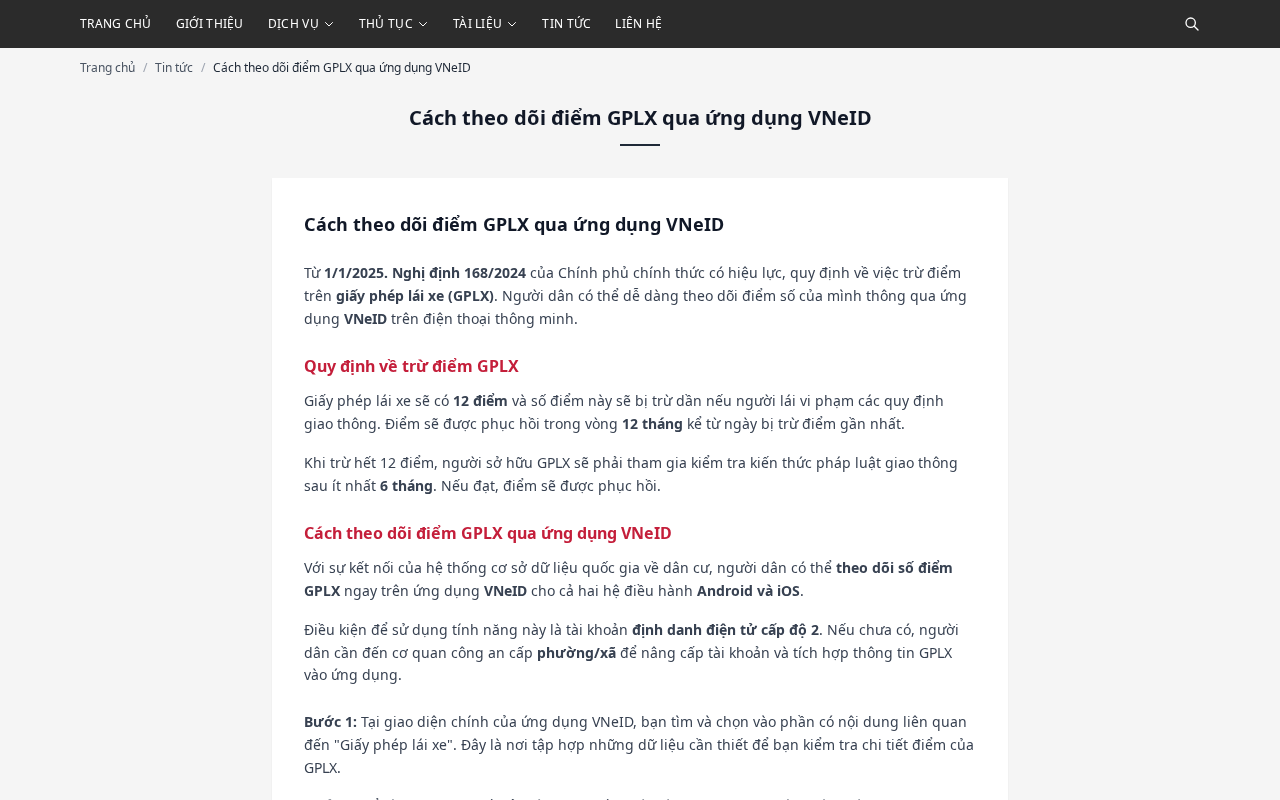 TRANG CHỦ GIỚI THIỆU DỊCH VỤ THỦ TỤC TÀI LIỆU TIN TỨC LIÊN HỆ
Trang chủ / Tin tức / Cách theo dõi điểm GPLX qua ứng dụng VNeID
Cách theo dõi điểm GPLX qua ứng dụng VNeID
Cách theo dõi điểm GPLX qua ứng dụng VNeID
Từ 1/1/2025. Nghị định 168/2024 của Chính phủ chính thức có hiệu lực, quy định về việc trừ điểm
trên giấy phép lái xe (GPLX). Người dân có thể dễ dàng theo dõi điểm số của mình thông qua ứng
dụng VNeID trên điện thoại thông minh.
Quy định về trừ điểm GPLX
Giấy phép lái xe sẽ có 12 điểm và số điểm này sẽ bị trừ dần nếu người lái vi phạm các quy định
giao thông. Điểm sẽ được phục hồi trong vòng 12 tháng kể từ ngày bị trừ điểm gần nhất.
Khi trừ hết 12 điểm, người sở hữu GPLX sẽ phải tham gia kiểm tra kiến thức pháp luật giao thông
sau ít nhất 6 tháng. Nếu đạt, điểm sẽ được phục hồi.
Cách theo dõi điểm GPLX qua ứng dụng VNeID
Với sự kết nối của hệ thống cơ sở dữ liệu quốc gia về dân cư, người dân có thể theo dõi số điểm
GPLX ngay trên ứng dụng VNeID cho cả hai hệ điều hành Android và iOS.
Điều kiện để sử dụng tính năng này là tài khoản định danh điện tử cấp độ 2. Nếu chưa có, người
dân cần đến cơ quan công an cấp phường/xã để nâng cấp tài khoản và tích hợp thông tin GPLX
vào ứng dụng.
Bước 1: Tại giao diện chính của ứng dụng VNeID, bạn tìm và chọn vào phần có nội dung liên quan
đến "Giấy phép lái xe". Đây là nơi tập hợp những dữ liệu cần thiết để bạn kiểm tra chi tiết điểm của
GPLX.